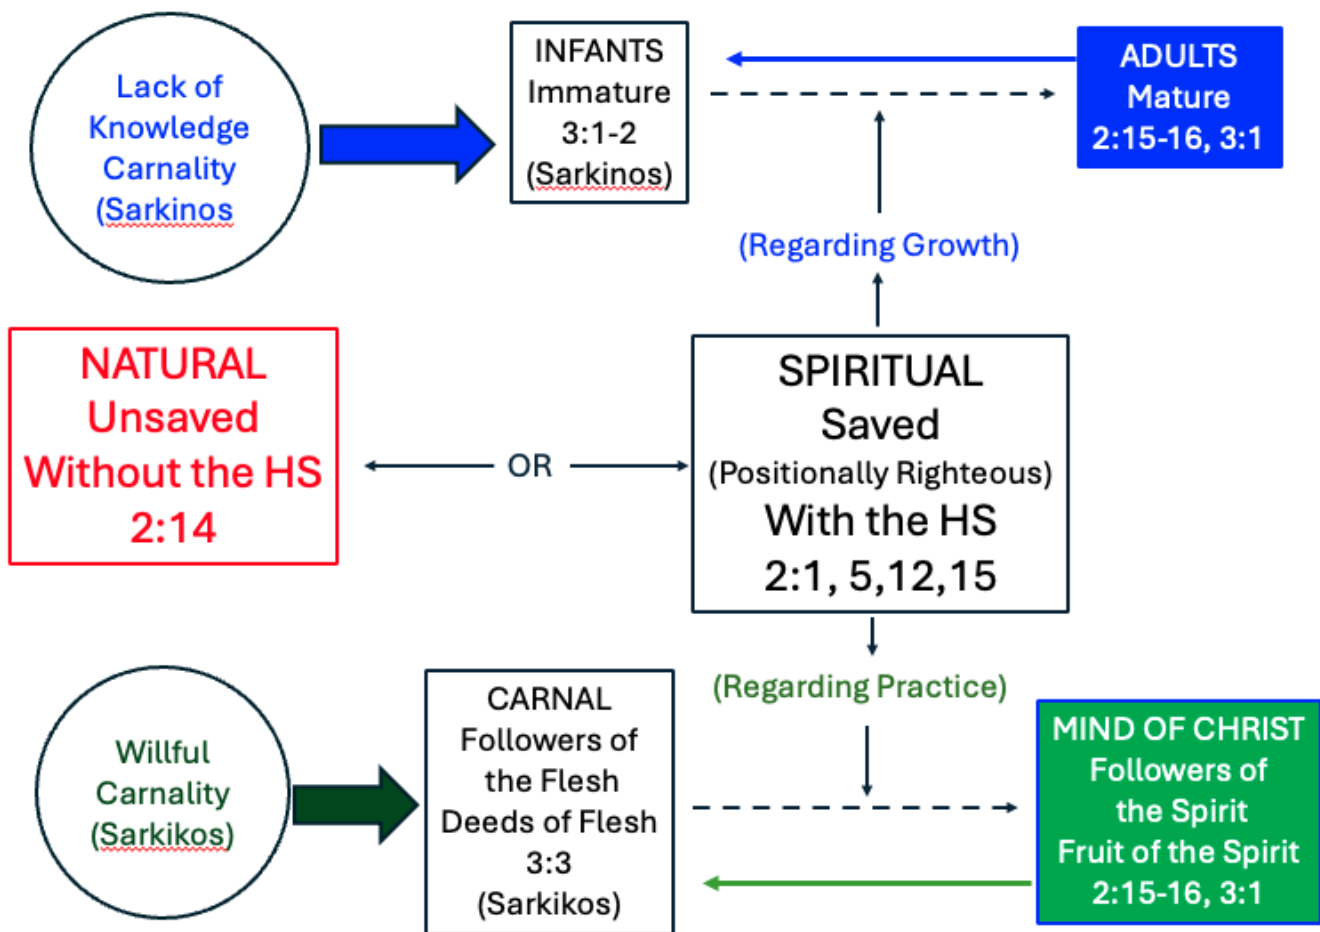 Lack of
Knowledge
Carnality
(Sarkinos
INFANTS
Immature
3:1-2
(Sarkinos)
ADULTS
Mature
2:15-16, 3:1
(Regarding Growth)
NATURAL
Unsaved
Without the HS
2:14
OR
SPIRITUAL
Saved
(Positionally Righteous)
With the HS
2:1, 5,12,15
(Regarding Practice)
Willful
Carnality
(Sarkikos)
CARNAL
Followers of
the Flesh
Deeds of Flesh
3:3
(Sarkikos)
MIND OF CHRIST
Followers of
the Spirit
Fruit of the Spirit
2:15-16, 3:1